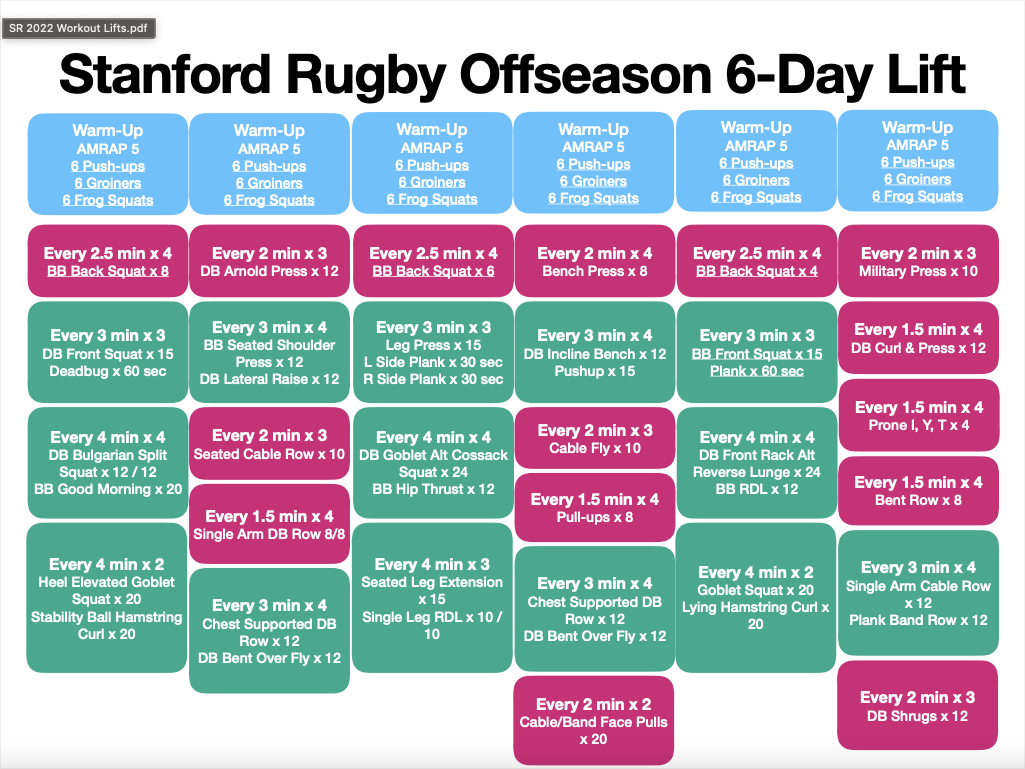 SR 2022 Workout Lifts.pdf
Stanford Rugby Offseason 6-Day Lift
Warm-Up
AMRAP 5
6 Push-ups
6 Groiners
6 Frog Squats
Every 2.5 min x 4
BB Back Squat x 8
Every 3 min x 3
DB Front Squat x 15
Deadbug x 60 sec
Every 4 min x 4
DB Bulgarian Split
Squat x 12 / 12
BB Good Morning x 20
Every 4 min x 2
Heel Elevated Goblet
Squat x 20
Stability Ball Hamstring
Curl x 20
Warm-Up
AMRAP 5
6 Push-ups
6 Groiners
6 Frog Squats
Every 2 min x 3
DB Arnold Press x 12
Every 3 min x 4
BB Seated Shoulder
Press x 12
DB Lateral Raise x 12
Every 2 min x 3
Seated Cable Row x 10
Every 1.5 min x 4
Single Arm DB Row 8/8
Every 3 min x 4
Chest Supported DB
Row x 12
DB Bent Over Fly x 12
Warm-Up
AMRAP 5
6 Push-ups
6 Groiners
6 Frog Squats
Every 2.5 min x 4
BB Back Squat x 6
Every 3 min x 3
Leg Press x 15
L Side Plank x 30 sec
R Side Plank x 30 sec
Every 4 min x 4
DB Goblet Alt Cossack
Squat x 24
BB Hip Thrust x 12
Every 4 min x 3
Seated Leg Extension
x 15
Single Leg RDL x 10 /
10
Warm-Up
AMRAP 5
6 Push-ups
6 Groiners
6 Frog Squats
Every 2 min x 4
Bench Press x 8
Every 3 min x 4
DB Incline Bench x 12
Pushup x 15
Every 2 min x 3
Cable Fly x 10
Every 1.5 min x 4
Pull-ups x 8
Every 3 min x 4
Chest Supported DB
Row x 12
DB Bent Over Fly x 12
Every 2 min x 2
Cable/Band Face Pulls
x 20
Warm-Up
AMRAP 5
6 Push-ups
6 Groiners
6 Frog Squats
Every 2.5 min x 4
BB Back Squat x 4
Every 3 min x 3
BB Front Squat x 15
Plank x 60 sec
Every 4 min x 4
DB Front Rack Alt
Reverse Lunge x 24
BB RDL x 12
Every 4 min x 2
Goblet Squat x 20
Lying Hamstring Curl x
20
Warm-Up
AMRAP 5
6 Push-ups
6 Groiners
6 Frog Squats
Every 2 min x 3
Military Press x 10
Every 1.5 min x 4
DB Curl & Press x 12
Every 1.5 min x 4
Prone I, Y, T x 4
Every 1.5 min x 4
Bent Row x 8
Every 3 min x 4
Single Arm Cable Row
x 12
Plank Band Row x 12
Every 2 min x 3
DB Shrugs x 12